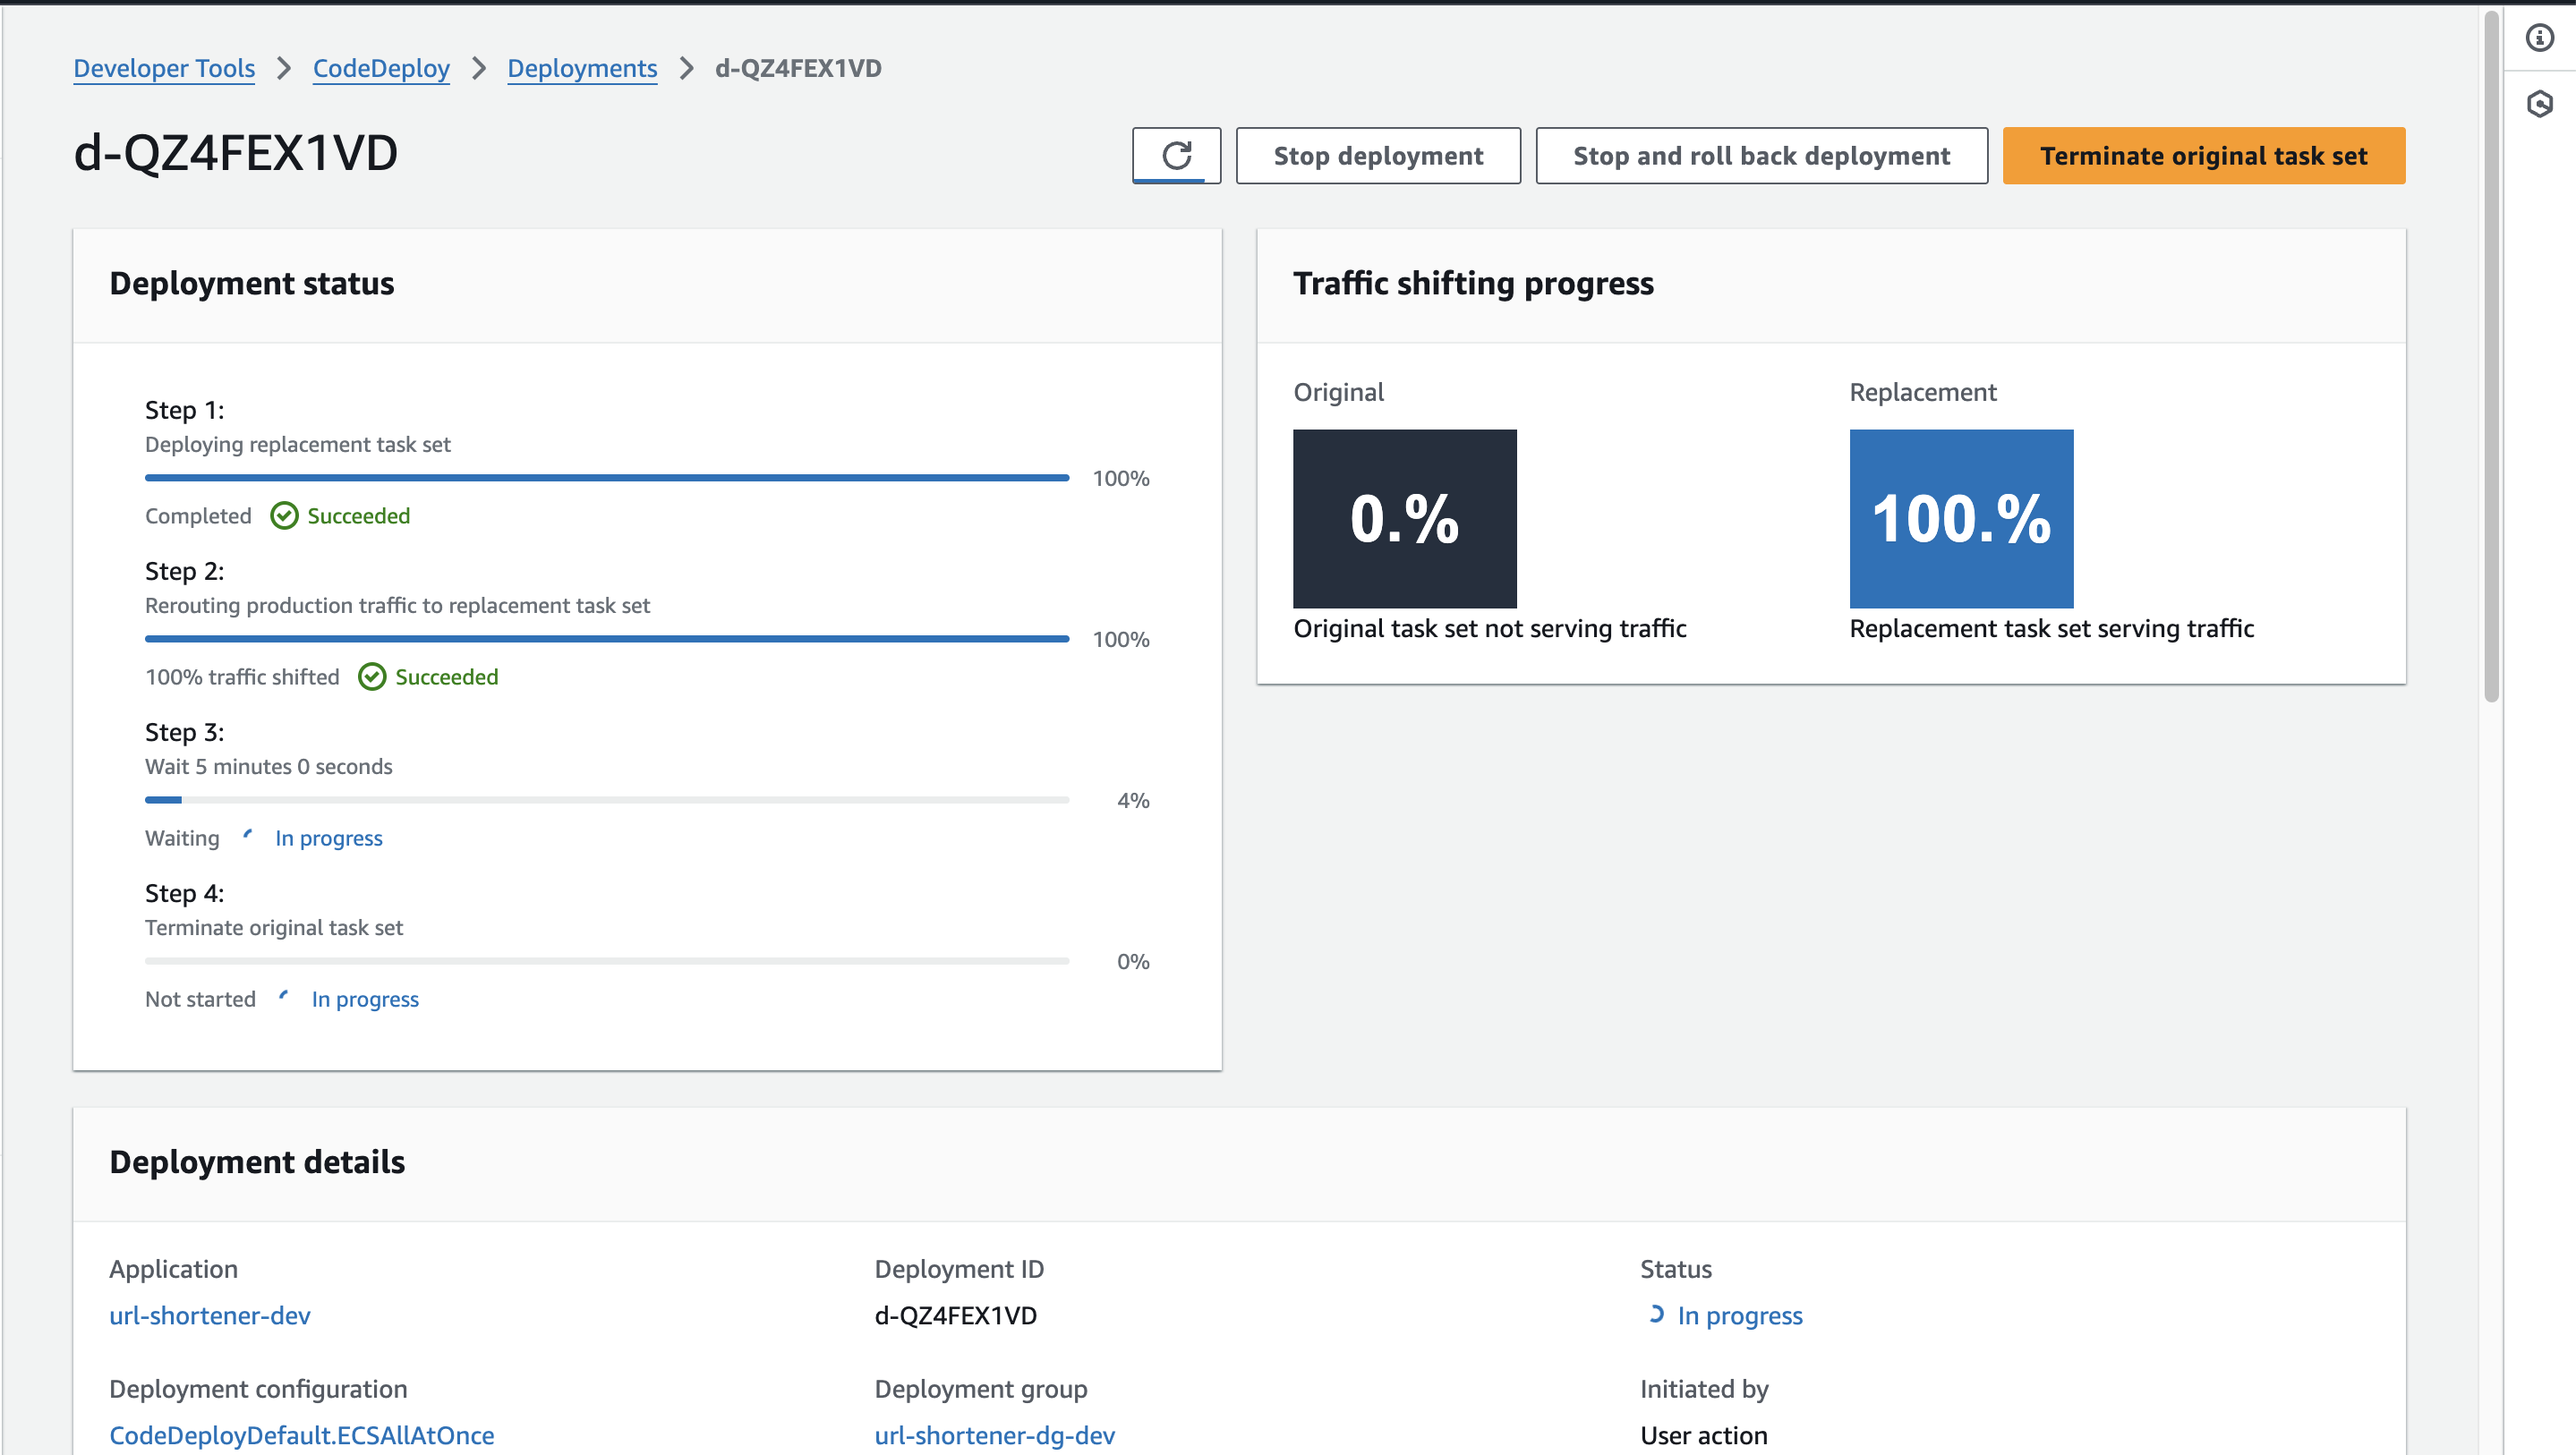 Developer Tools > CodeDeploy > Deployments > d-QZ4FEX1VD
d-QZ4FEX1VD
Stop deployment
Stop and roll back deployment
Terminate original task set
Deployment status
Step 1:
Deploying replacement task set
100%
Completed Succeeded
Step 2:
Rerouting production traffic to replacement task set
100%
100% traffic shifted Succeeded
Step 3:
Wait 5 minutes 0 seconds
4%
Waiting In progress
Step 4:
Terminate original task set
0%
Not started In progress
Traffic shifting progress
Original
0.%
Original task set not serving traffic
Replacement
100.%
Replacement task set serving traffic
Deployment details
Application
url-shortener-dev
Deployment ID
d-QZ4FEX1VD
Status
In progress
Deployment configuration
CodeDeployDefault.ECSAllAtOnce
Deployment group
url-shortener-dg-dev
Initiated by
User action